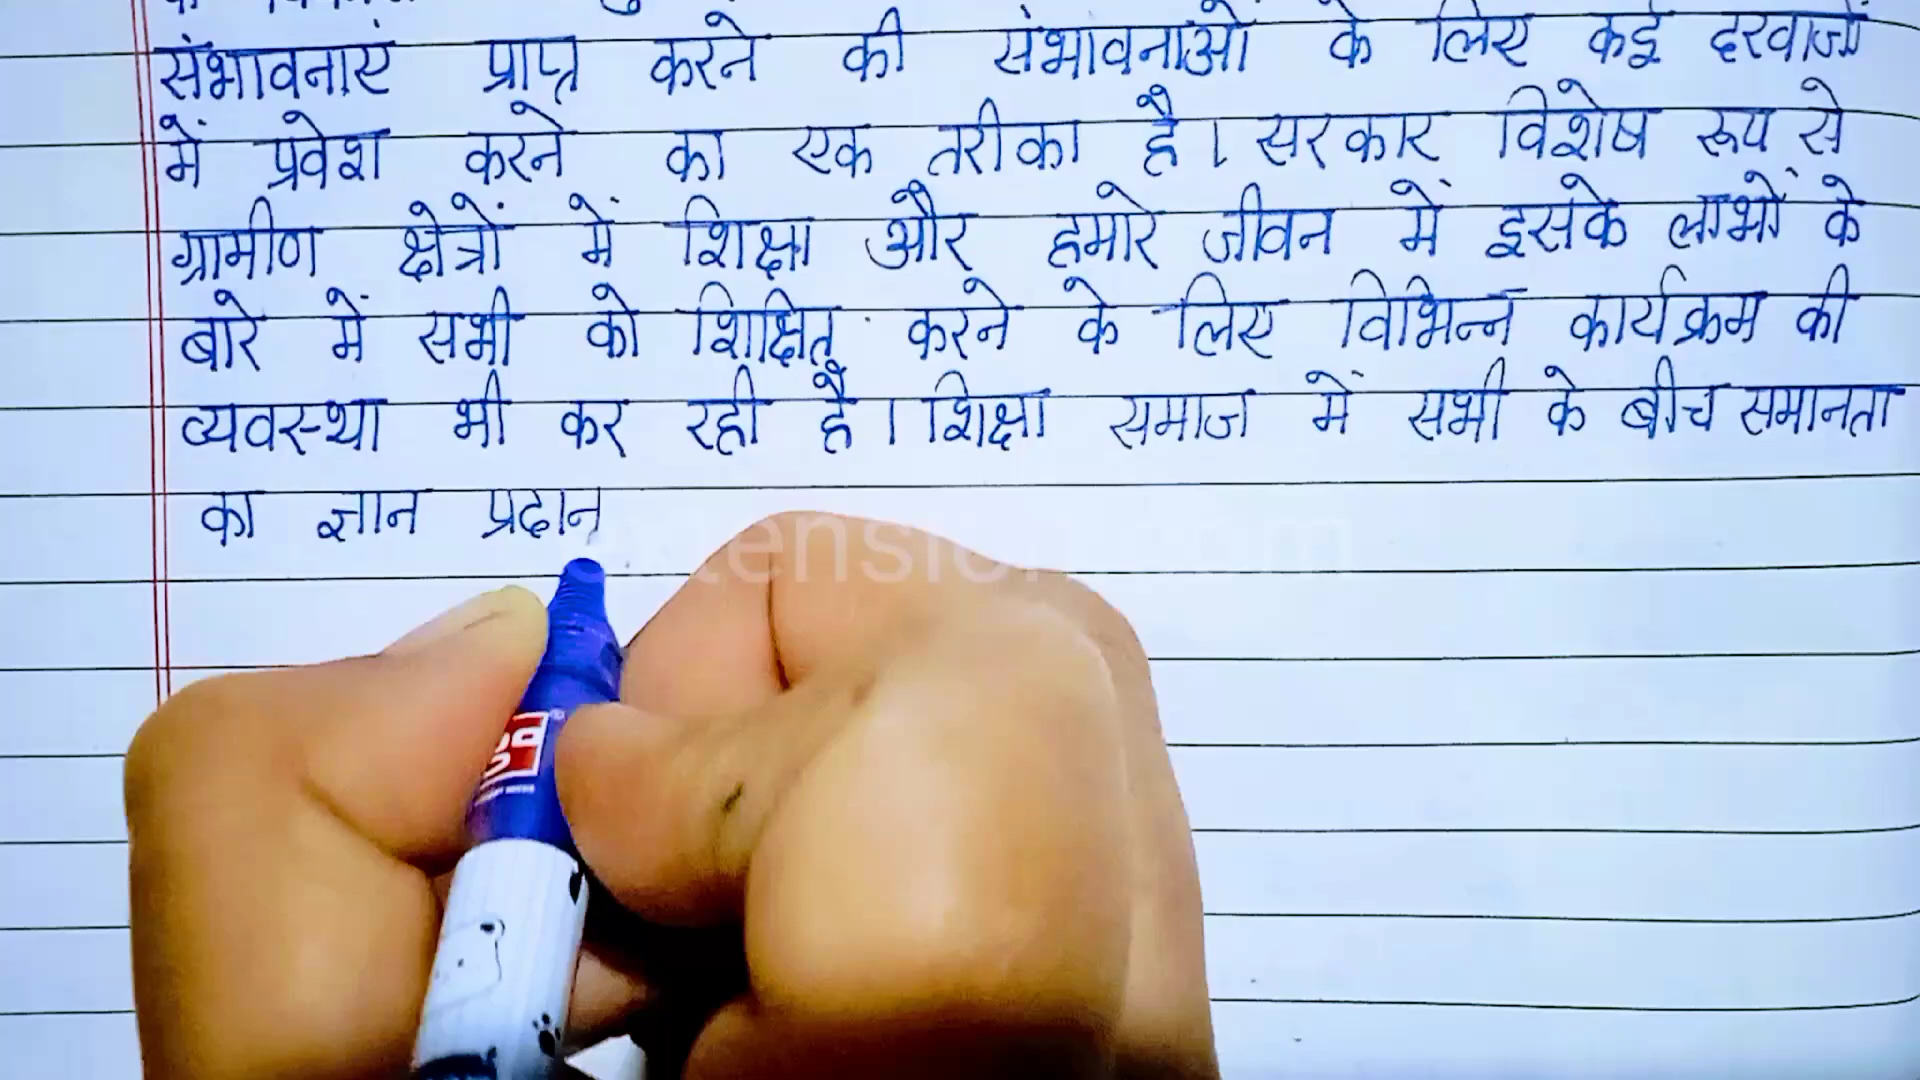 संभावनाएं प्राप्त करने की संभावनाओं के लिए कई दरवाजों
में प्रवेश करने का एक तरीका है। सरकार विशेष रूप से
ग्रामीण क्षेत्रों में शिक्षा और हमारे जीवन में इसके लाभों के
बारे में सभी को शिक्षित करने के लिए विभिन्न कार्यक्रम की
व्यवस्था भी कर रही है। शिक्षा समाज में सभी के बीच समानता
का ज्ञान प्रदान